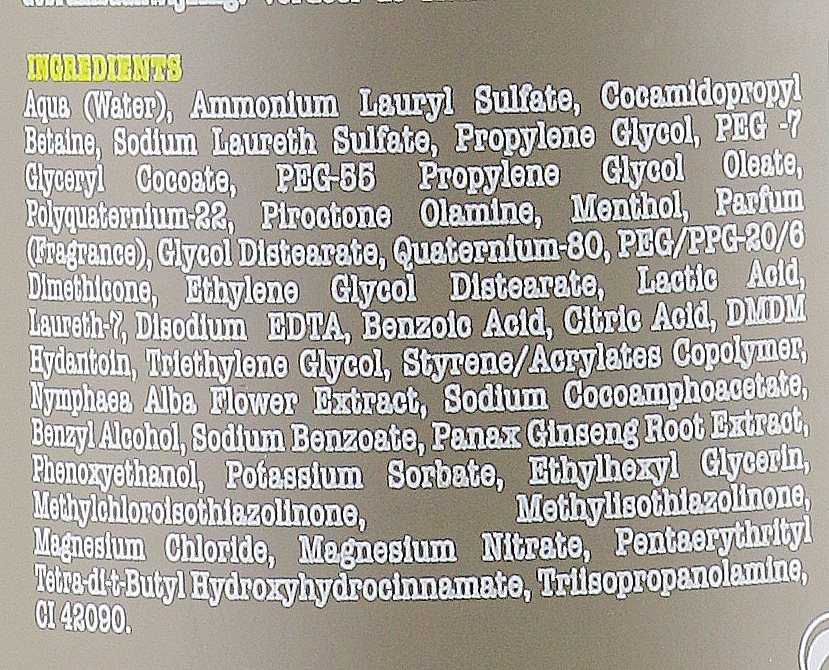 INGREDIENTS
Aqua (Water), Ammonium Lauryl Sulfate, Cocamidopropyl
Betaine, Sodium Laureth Sulfate, Propylene Glycol, PEG -7
Glyceryl Cocoate, PEG-55 Propylene Glycol Oleate,
Polyquaternium-22, Piroctone Olamine, Menthol, Parfum
(Fragrance), Glycol Distearate, Quaternium-80, PEG/PPG-20/6
Dimethicone, Ethylene Glycol Distearate, Lactic Acid,
Laureth-7, Disodium EDTA, Benzoic Acid, Citric Acid, DMDM
Hydantoin, Triethylene Glycol, Styrene/Acrylates Copolymer,
Nymphaea Alba Flower Extract, Sodium Cocoamphoacetate,
Benzyl Alcohol, Sodium Benzoate, Panax Ginseng Root Extract,
Phenoxyethanol, Potassium Sorbate, Ethylhexyl Glycerin,
Methylchloroisothiazolinone, Methylisothiazolinone,
Magnesium Chloride, Magnesium Nitrate, Pentaerythrityl
Tetra-di-t-Butyl Hydroxyhydrocinnamate, Triisopropanolamine,
CI 42090.